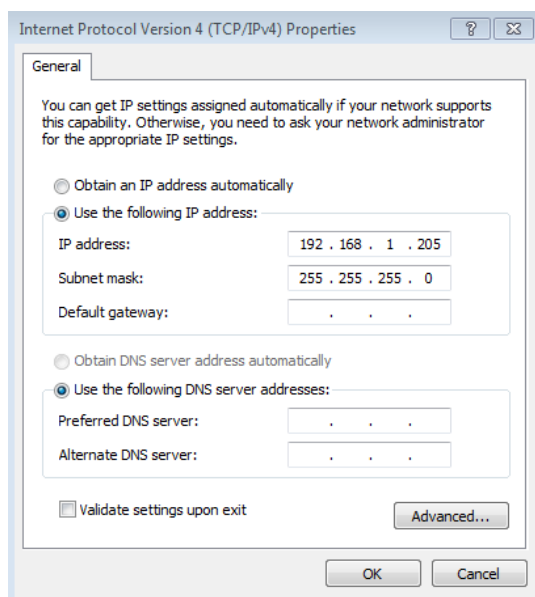 Internet Protocol Version 4 (TCP/IPv4) Properties
General
You can get IP settings assigned automatically if your network supports
this capability. Otherwise, you need to ask your network administrator
for the appropriate IP settings.
Obtain an IP address automatically
Use the following IP address:
IP address: 192 . 168 . 1 . 205
Subnet mask: 255 . 255 . 255 . 0
Default gateway: . . .
Obtain DNS server address automatically
Use the following DNS server addresses:
Preferred DNS server: . . .
Alternate DNS server: . . .
Validate settings upon exit
Advanced...
OK Cancel